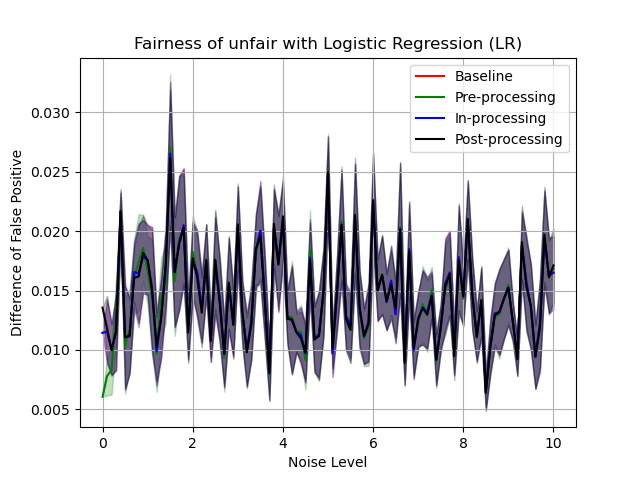 Fairness of unfair with Logistic Regression (LR)
Baseline
Pre-processing
In-processing
Post-processing
Difference of False Positive
0.030
0.025
0.020
0.015
0.010
0.005
0 2 4 6 8 10
Noise Level